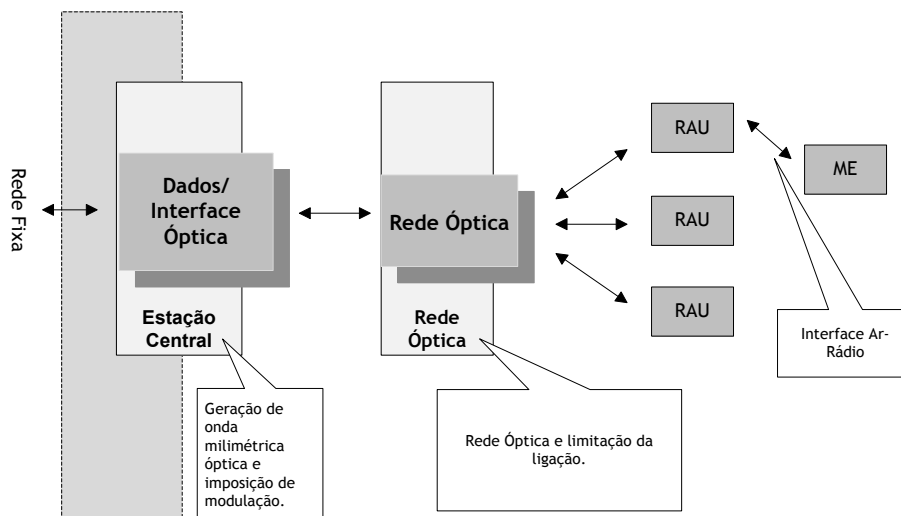 Rede Fixa
Dados/
Interface
Óptica
Estação
Central
Geração de
onda
milimétrica
óptica e
imposição de
modulação.
Rede Óptica
Rede
Óptica
Rede Óptica e limitação da
ligação.
RAU
RAU
RAU
ME
Interface Ar-
Rádio